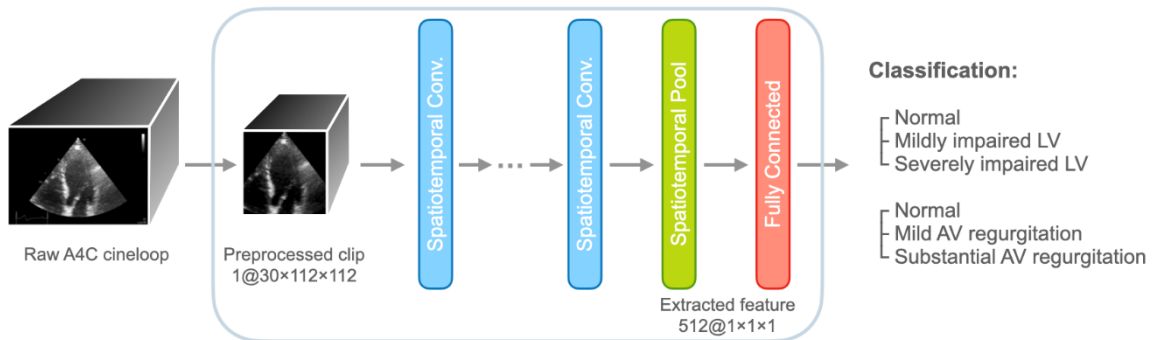 Raw A4C cineloop
Preprocessed clip
1@30×112×112
Spatiotemporal Conv.
...
Spatiotemporal Conv.
Spatiotemporal Pool
Fully Connected
Extracted feature
512@1×1×1
Classification:
Normal
Mildly impaired LV
Severely impaired LV
Normal
Mild AV regurgitation
Substantial AV regurgitation